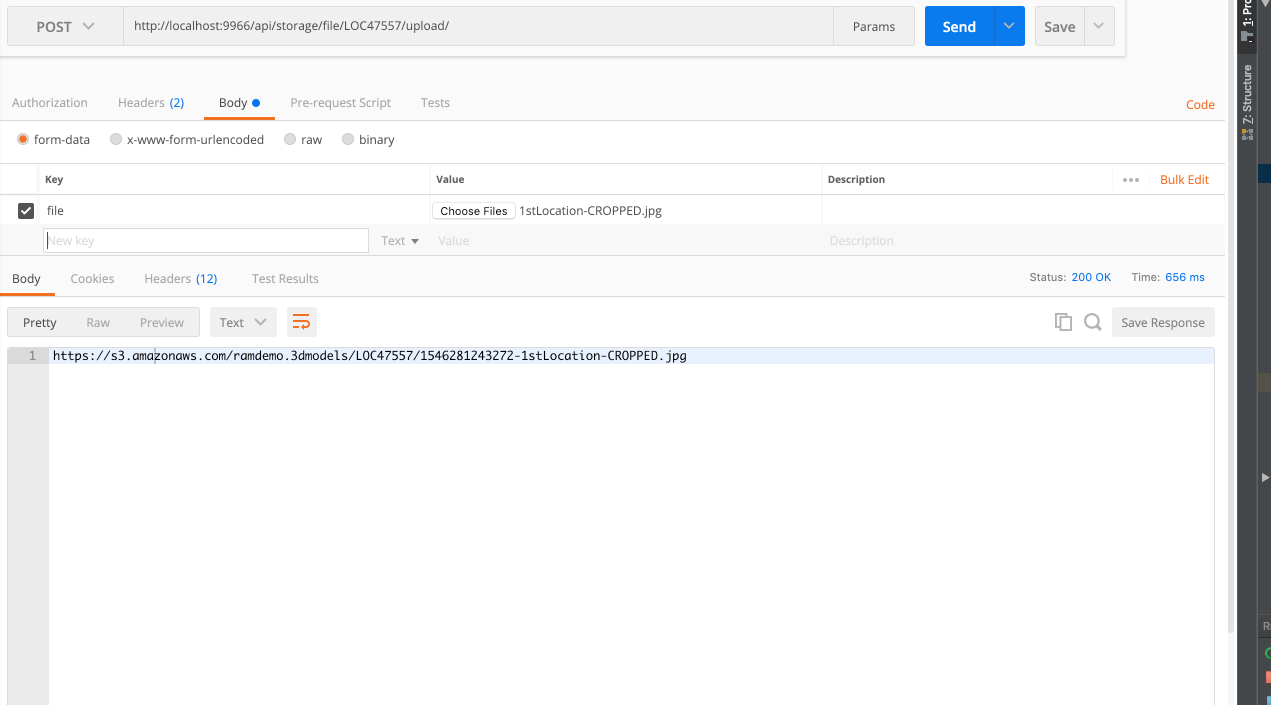 POST http://localhost:9966/api/storage/file/LOC47557/upload/ Params Send Save
Authorization Headers (2) Body Pre-request Script Tests Code
form-data x-www-form-urlencoded raw binary
Key Value Description Bulk Edit
file Choose Files 1stLocation-CROPPED.jpg
New key Text Value Description
Body Cookies Headers (12) Test Results Status: 200 OK Time: 656 ms
Pretty Raw Preview Text Save Response
1 https://s3.amazonaws.com/ramdemo.3dmodels/LOC47557/1546281243272-1stLocation-CROPPED.jpg
Z: Structure